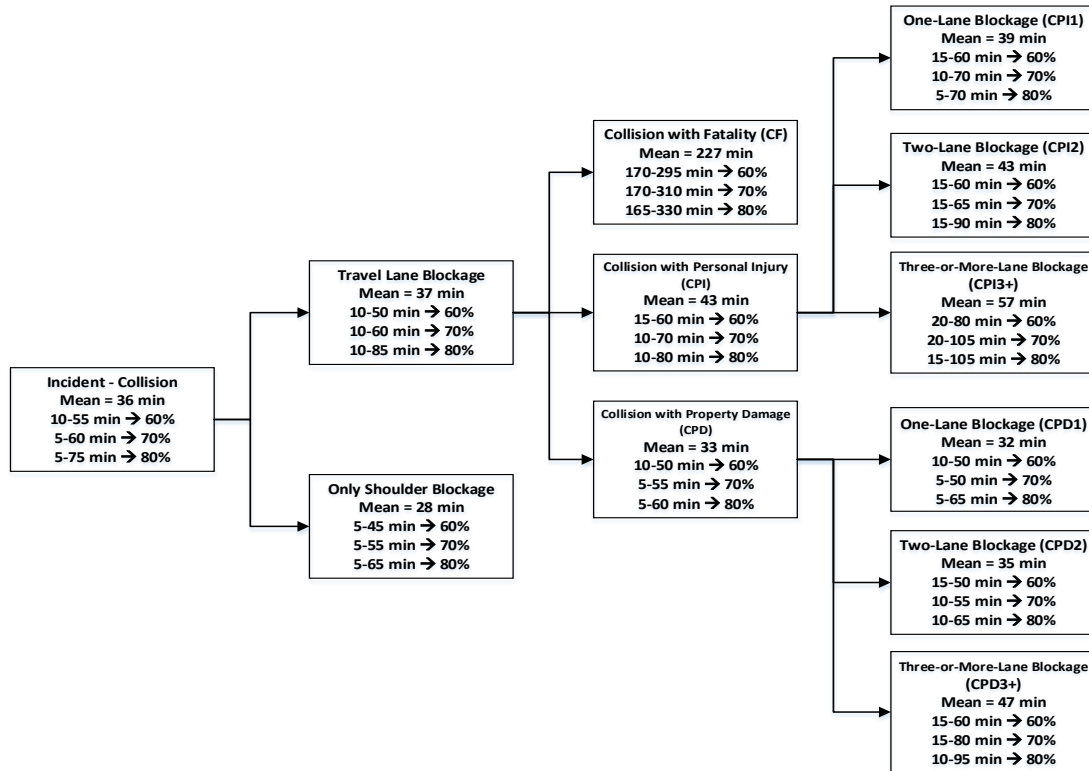 Incident - Collision
Mean = 36 min
10-55 min → 60%
5-60 min → 70%
5-75 min → 80%
Travel Lane Blockage
Mean = 37 min
10-50 min → 60%
10-60 min → 70%
10-85 min → 80%
Only Shoulder Blockage
Mean = 28 min
5-45 min → 60%
5-55 min → 70%
5-65 min → 80%
Collision with Fatality (CF)
Mean = 227 min
170-295 min → 60%
170-310 min → 70%
165-330 min → 80%
Collision with Personal Injury
(CPI)
Mean = 43 min
15-60 min → 60%
10-70 min → 70%
10-80 min → 80%
Collision with Property Damage
(CPD)
Mean = 33 min
10-50 min → 60%
5-55 min → 70%
5-60 min → 80%
One-Lane Blockage (CPI1)
Mean = 39 min
15-60 min → 60%
10-70 min → 70%
5-70 min → 80%
Two-Lane Blockage (CPI2)
Mean = 43 min
15-60 min → 60%
15-65 min → 70%
15-90 min → 80%
Three-or-More-Lane Blockage
(CPI3+)
Mean = 57 min
20-80 min → 60%
20-105 min → 70%
15-105 min → 80%
One-Lane Blockage (CPD1)
Mean = 32 min
10-50 min → 60%
5-50 min → 70%
5-65 min → 80%
Two-Lane Blockage (CPD2)
Mean = 35 min
15-50 min → 60%
10-55 min → 70%
10-65 min → 80%
Three-or-More-Lane Blockage
(CPD3+)
Mean = 47 min
15-60 min → 60%
15-80 min → 70%
10-95 min → 80%